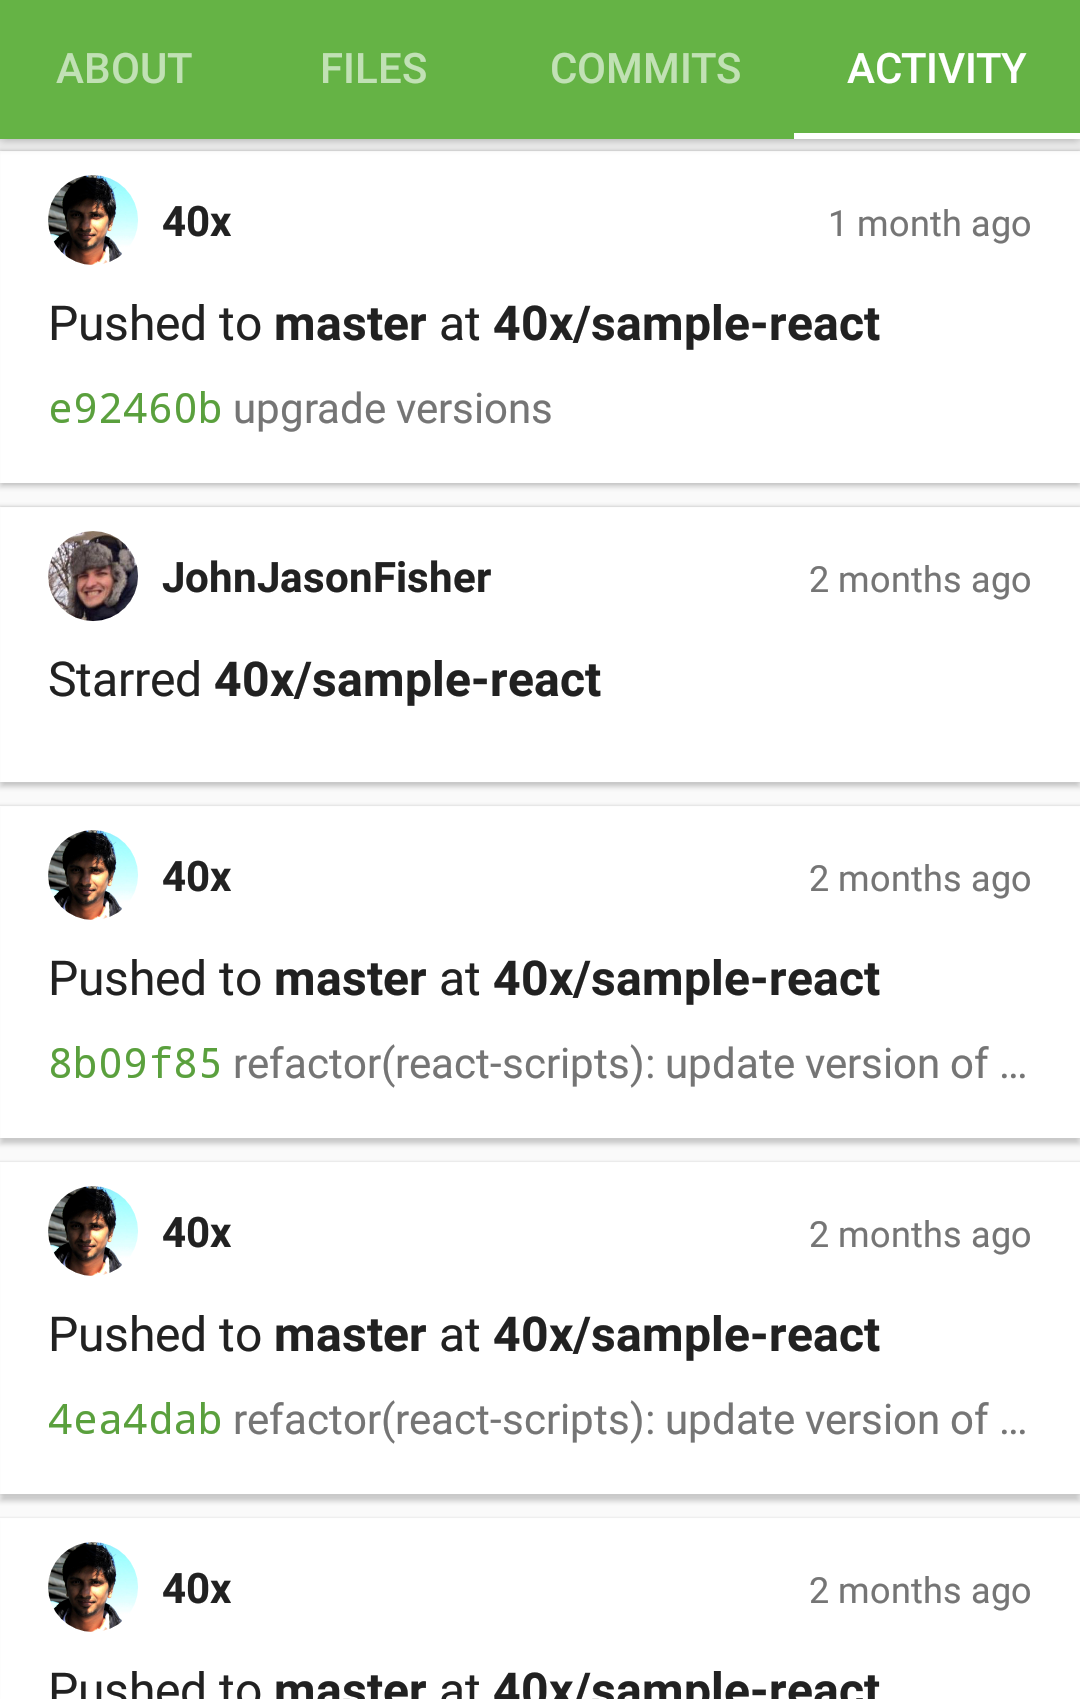 ABOUT FILES COMMITS ACTIVITY
40x 1 month ago
Pushed to master at 40x/sample-react
e92460b upgrade versions
JohnJasonFisher 2 months ago
Starred 40x/sample-react
40x 2 months ago
Pushed to master at 40x/sample-react
8b09f85 refactor(react-scripts): update version of ...
40x 2 months ago
Pushed to master at 40x/sample-react
4ea4dab refactor(react-scripts): update version of ...
40x 2 months ago
Pushed to master at 40x/sample-react